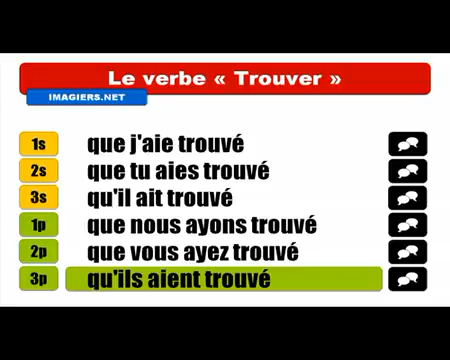 Le verbe « Trouver »
IMAGIERS.NET
1s que j'aie trouvé
2s que tu aies trouvé
3s qu'il ait trouvé
1p que nous ayons trouvé
2p que vous ayez trouvé
3p qu'ils aient trouvé